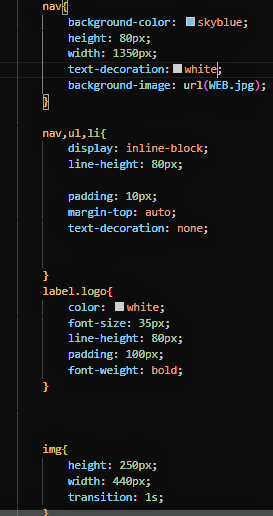 nav{
background-color: skyblue;
height: 80px;
width: 1350px;
text-decoration: white;
background-image: url(WEB.jpg);
}
nav,ul,li{
display: inline-block;
line-height: 80px;
padding: 10px;
margin-top: auto;
text-decoration: none;
}
label.logo{
color: white;
font-size: 35px;
line-height: 80px;
padding: 100px;
font-weight: bold;
}
img{
height: 250px;
width: 440px;
transition: 1s;
}